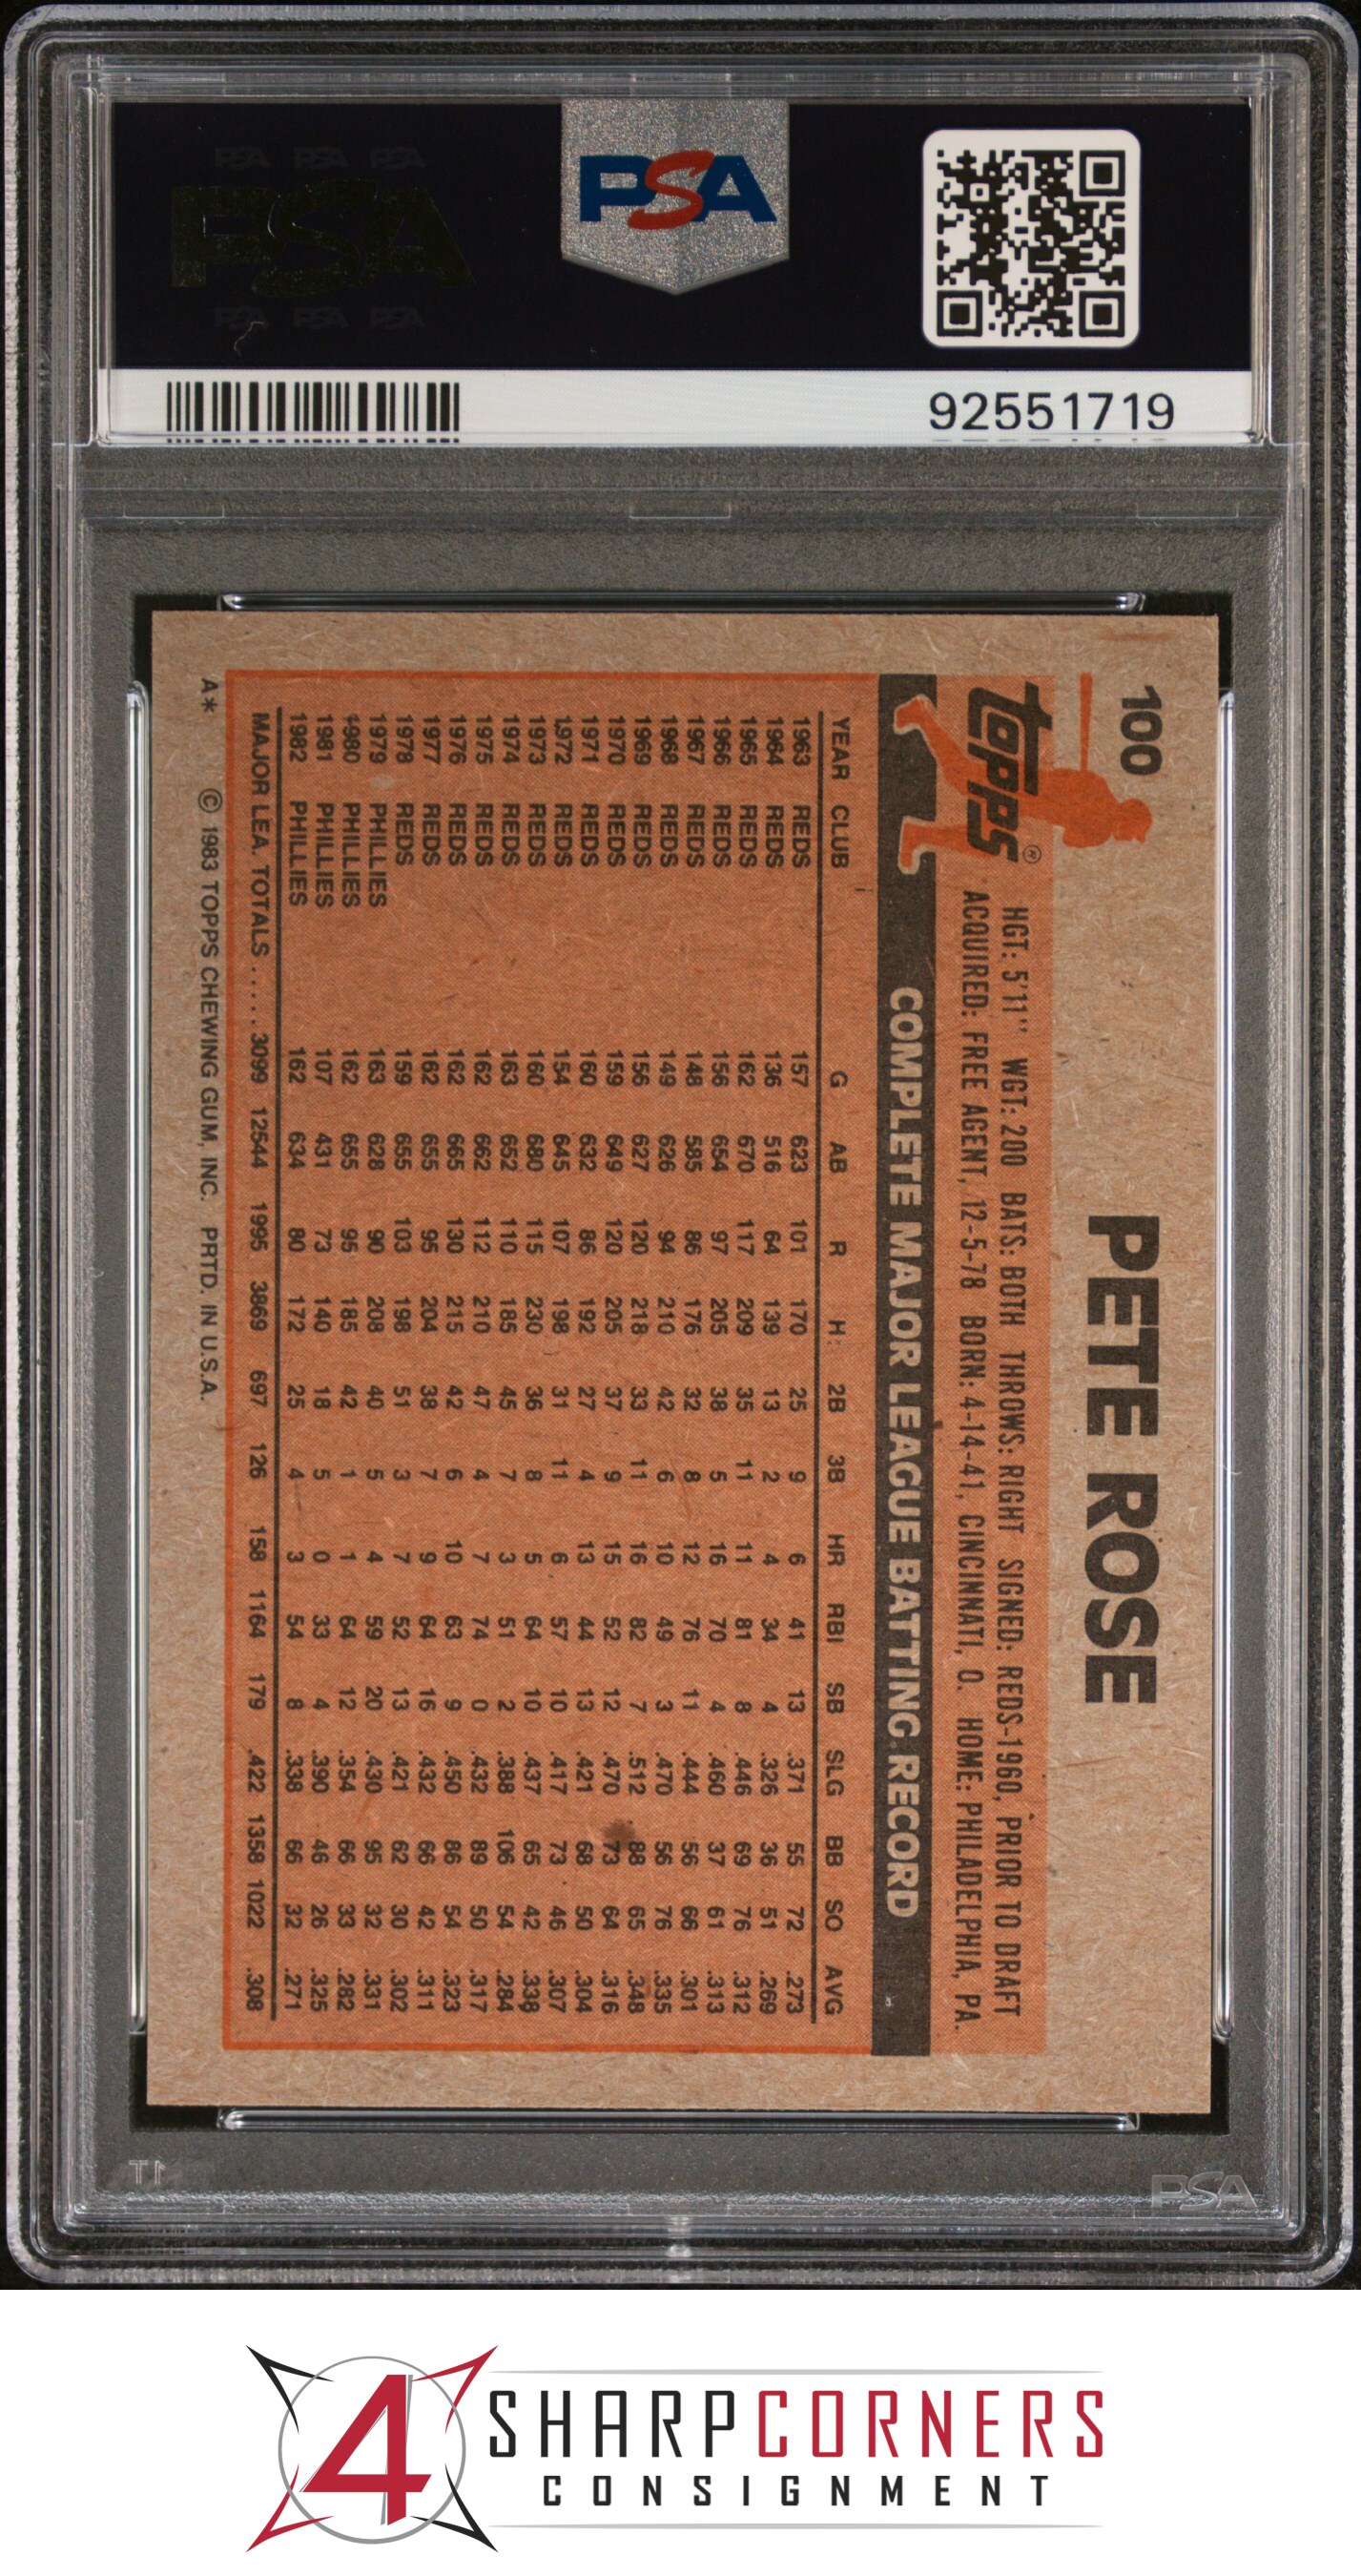 PSA PSA PSA
PSA
PSA PSA PSA
PSA
92551719
100
PETE ROSE
TOPPS®
HGT: 5'11" WGT: 200 BATS: BOTH THROWS: RIGHT SIGNED: REDS-1960, PRIOR TO DRAFT
ACQUIRED: FREE AGENT, 12-5-78 BORN: 4-14-41, CINCINNATI, O. HOME: PHILADELPHIA, PA.
COMPLETE MAJOR LEAGUE BATTING RECORD
YEAR CLUB G AB R H 2B 3B HR RBI SB SLG BB SO AVG
1963 REDS 157 623 101 170 25 9 6 41 13 .371 55 72 .273
1964 REDS 136 516 64 139 13 2 4 34 4 .326 36 51 .269
1965 REDS 162 670 117 209 35 11 11 81 8 .446 69 76 .312
1966 REDS 156 654 97 205 38 5 16 70 4 .460 37 61 .313
1967 REDS 148 585 86 176 32 8 12 76 11 .444 56 66 .301
1968 REDS 149 626 94 210 42 6 10 49 3 .470 56 76 .335
1969 REDS 156 627 120 218 33 11 16 82 7 .512 88 65 .348
1970 REDS 159 649 120 205 37 9 15 52 12 .470 73 64 .316
1971 REDS 160 632 86 192 27 4 13 44 13 .421 68 50 .304
1972 REDS 154 645 107 198 31 11 6 57 10 .417 73 46 .307
1973 REDS 160 680 115 230 36 8 5 64 10 .437 65 42 .338
1974 REDS 163 652 110 185 45 7 3 51 2 .388 106 54 .284
1975 REDS 162 662 112 210 47 4 7 74 0 .432 89 50 .317
1976 REDS 162 665 130 215 42 6 10 63 9 .450 86 54 .323
1977 REDS 162 655 95 204 38 7 9 64 16 .432 66 42 .311
1978 REDS 159 655 103 198 51 3 7 52 13 .421 62 30 .302
1979 PHILLIES 163 628 90 208 40 5 4 59 20 .430 95 32 .331
1980 PHILLIES 162 655 95 185 42 1 1 64 12 .354 66 33 .282
1981 PHILLIES 107 431 73 140 18 5 0 33 4 .390 46 26 .325
1982 PHILLIES 162 634 80 172 25 4 3 54 8 .338 66 32 .271
MAJOR LEA. TOTALS..... 3099 12544 1995 3869 697 126 158 1164 179 .422 1358 1022 .308
A* © 1983 TOPPS CHEWING GUM, INC. PRTD. IN U.S.A.
PSA
4 SHARPCORNERS
CONSIGNMENT